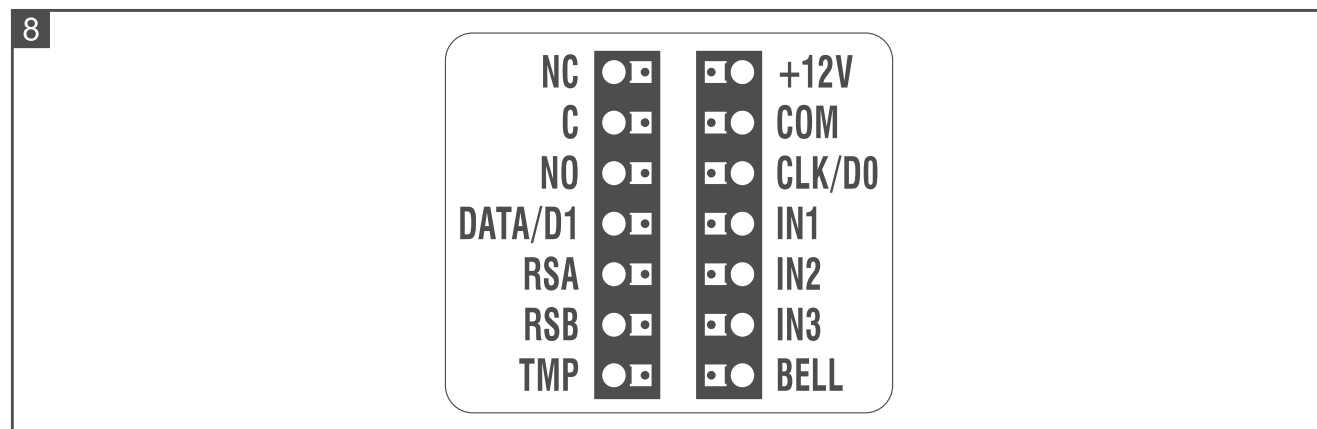 8
NC +12V
C COM
NO CLK/D0
DATA/D1 IN1
RSA IN2
RSB IN3
TMP BELL